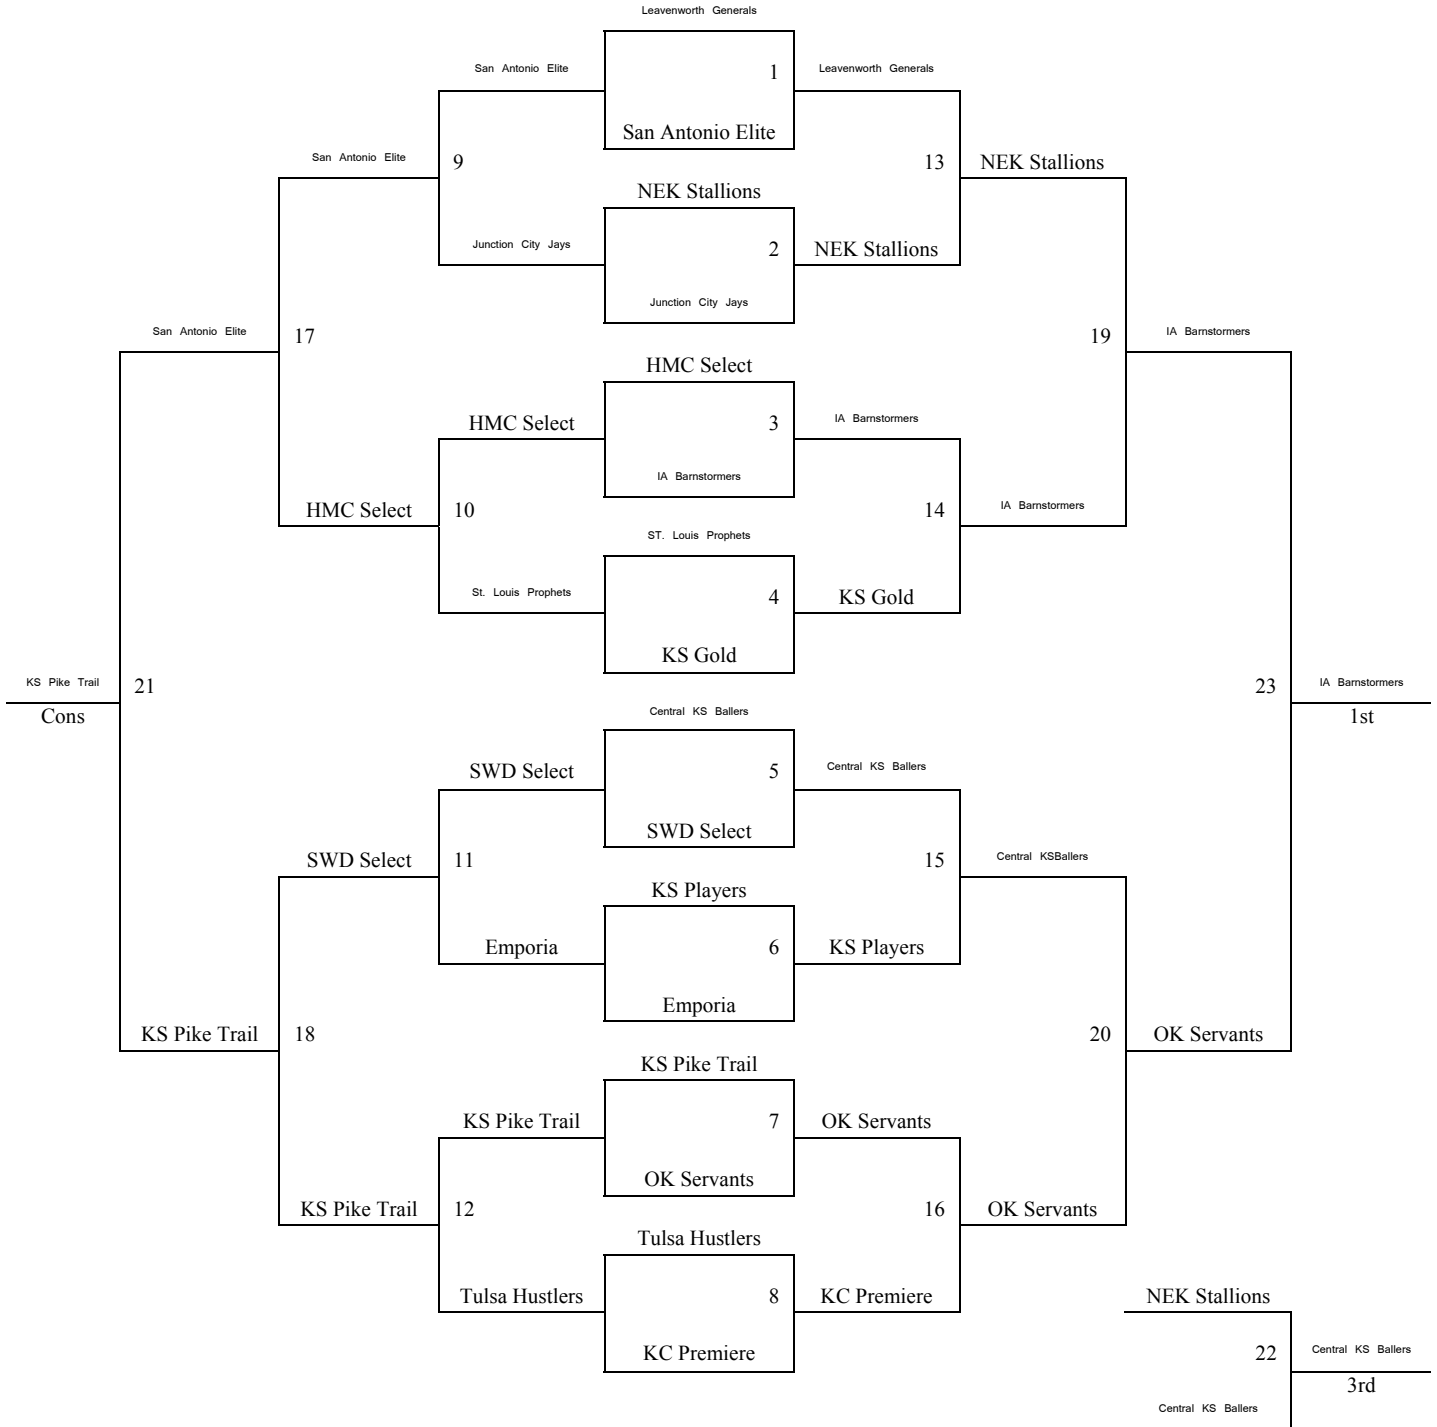 Leavenworth Generals
San Antonio Elite
1
Leavenworth Generals
San Antonio Elite
San Antonio Elite
9
13
NEK Stallions
NEK Stallions
Junction City Jays
2
NEK Stallions
Junction City Jays
San Antonio Elite
17
19
IA Barnstormers
HMC Select
HMC Select
3
IA Barnstormers
IA Barnstormers
HMC Select
10
14
IA Barnstormers
ST. Louis Prophets
St. Louis Prophets
4
KS Gold
KS Gold
KS Pike Trail
21
23
IA Barnstormers
Cons
1st
Central KS Ballers
SWD Select
5
Central KS Ballers
SWD Select
SWD Select
11
15
Central KSBallers
KS Players
Emporia
6
KS Players
Emporia
KS Pike Trail
18
20
OK Servants
KS Pike Trail
KS Pike Trail
7
OK Servants
OK Servants
KS Pike Trail
12
16
OK Servants
Tulsa Hustlers
Tulsa Hustlers
8
KC Premiere
NEK Stallions
KC Premiere
22
Central KS Ballers
3rd
Central KS Ballers